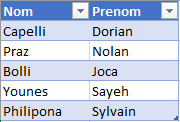 Nom Prenom
Capelli Dorian
Praz Nolan
Bolli Joca
Younes Sayeh
Philipona Sylvain